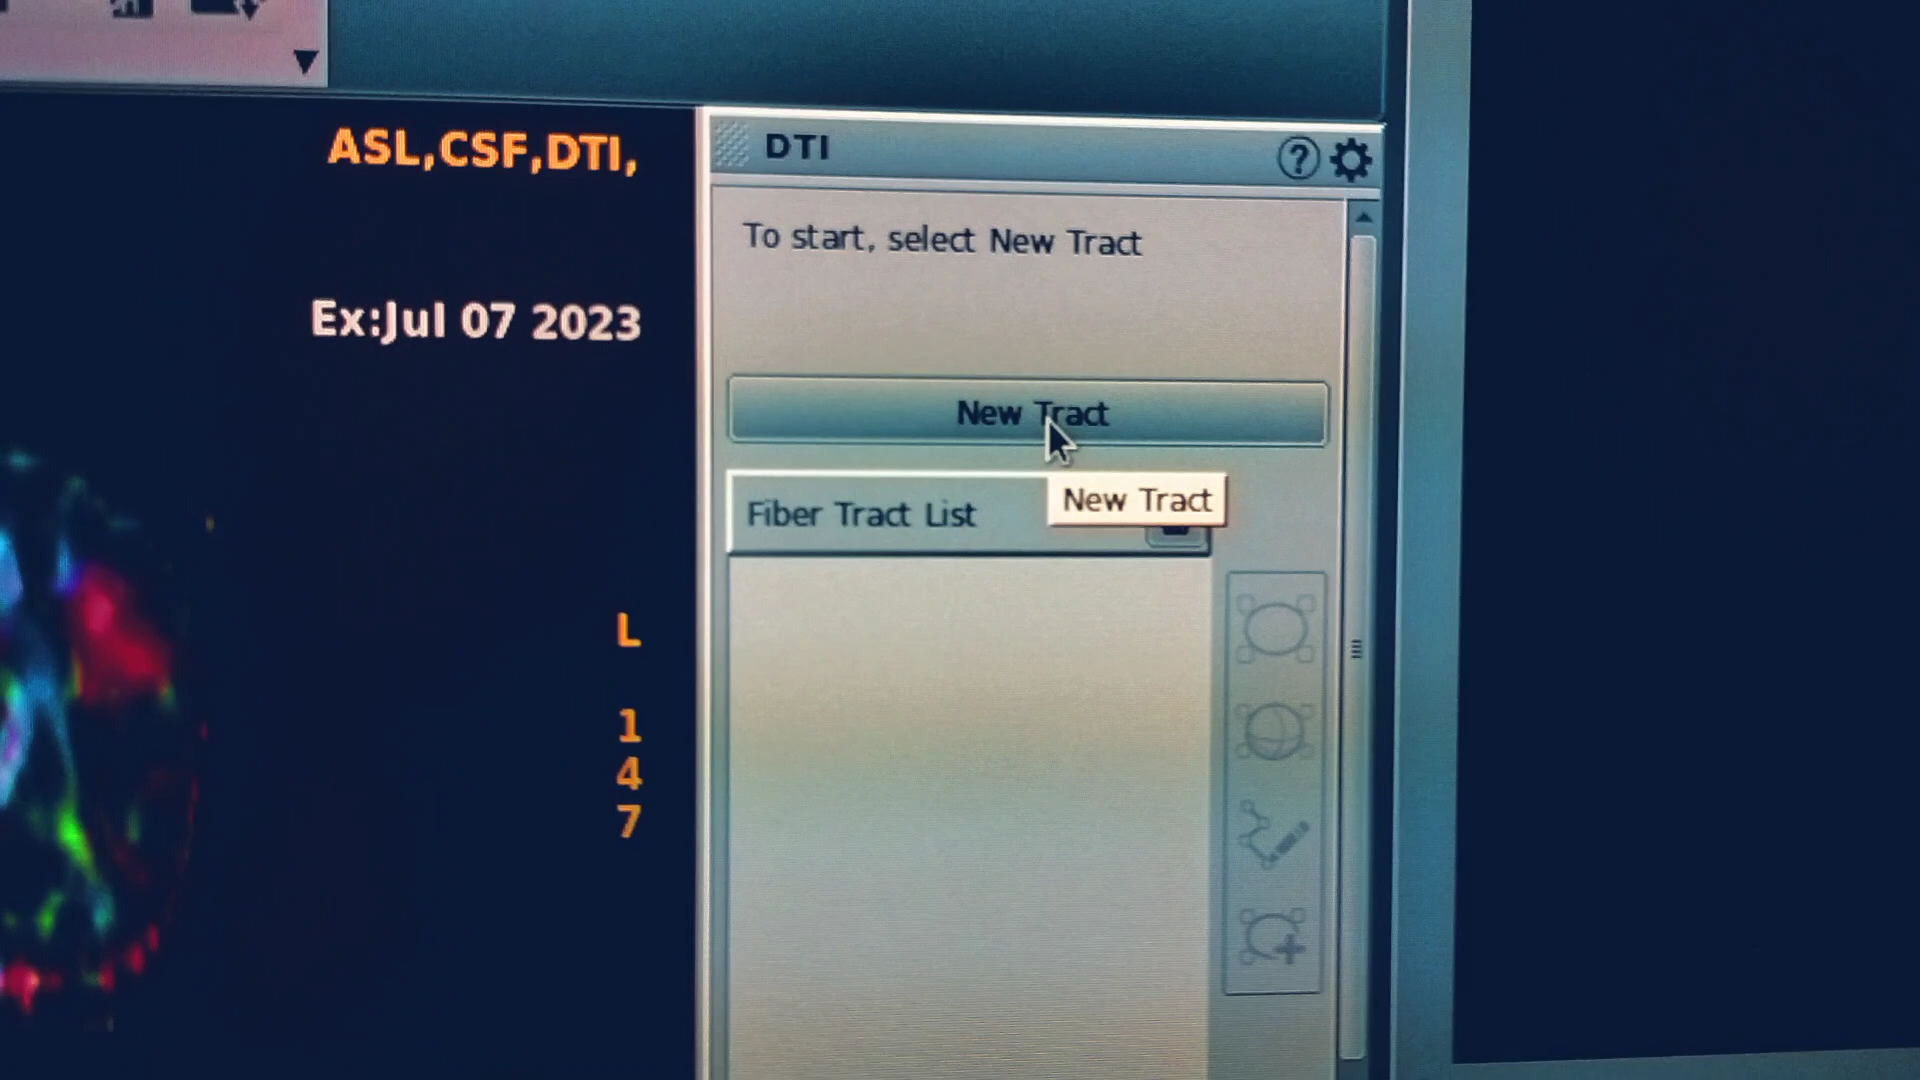 ASL,CSF,DTI,
Ex:Jul 07 2023
L
1
4
7
DTI
?
To start, select New Tract
New Tract
New Tract
Fiber Tract List